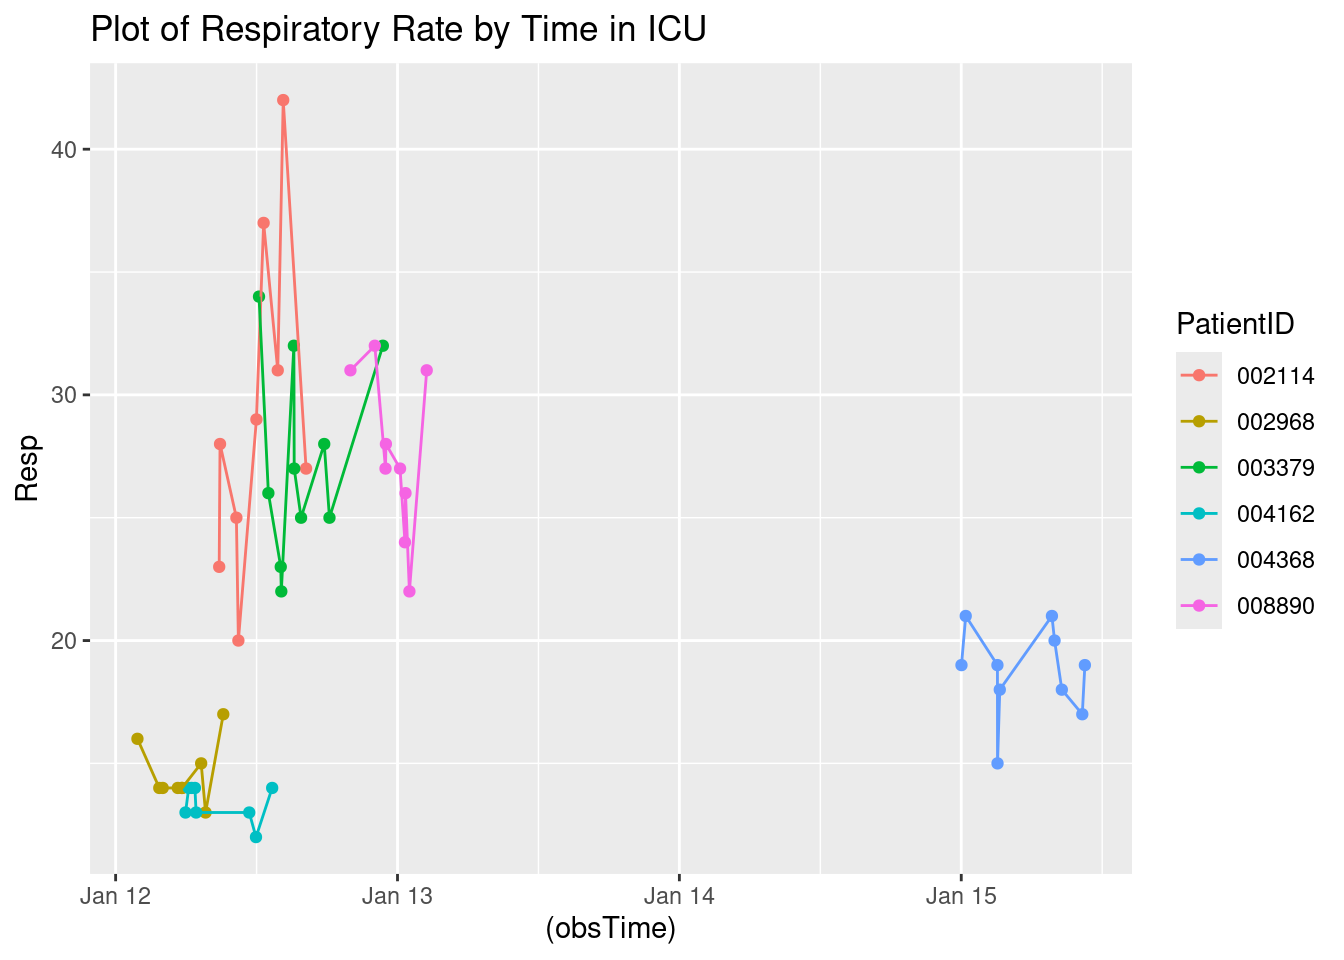 Plot of Respiratory Rate by Time in ICU
40
30
20
Resp
Jan 12
Jan 13
Jan 14
Jan 15
(obsTime)
PatientID
002114
002968
003379
004162
004368
008890